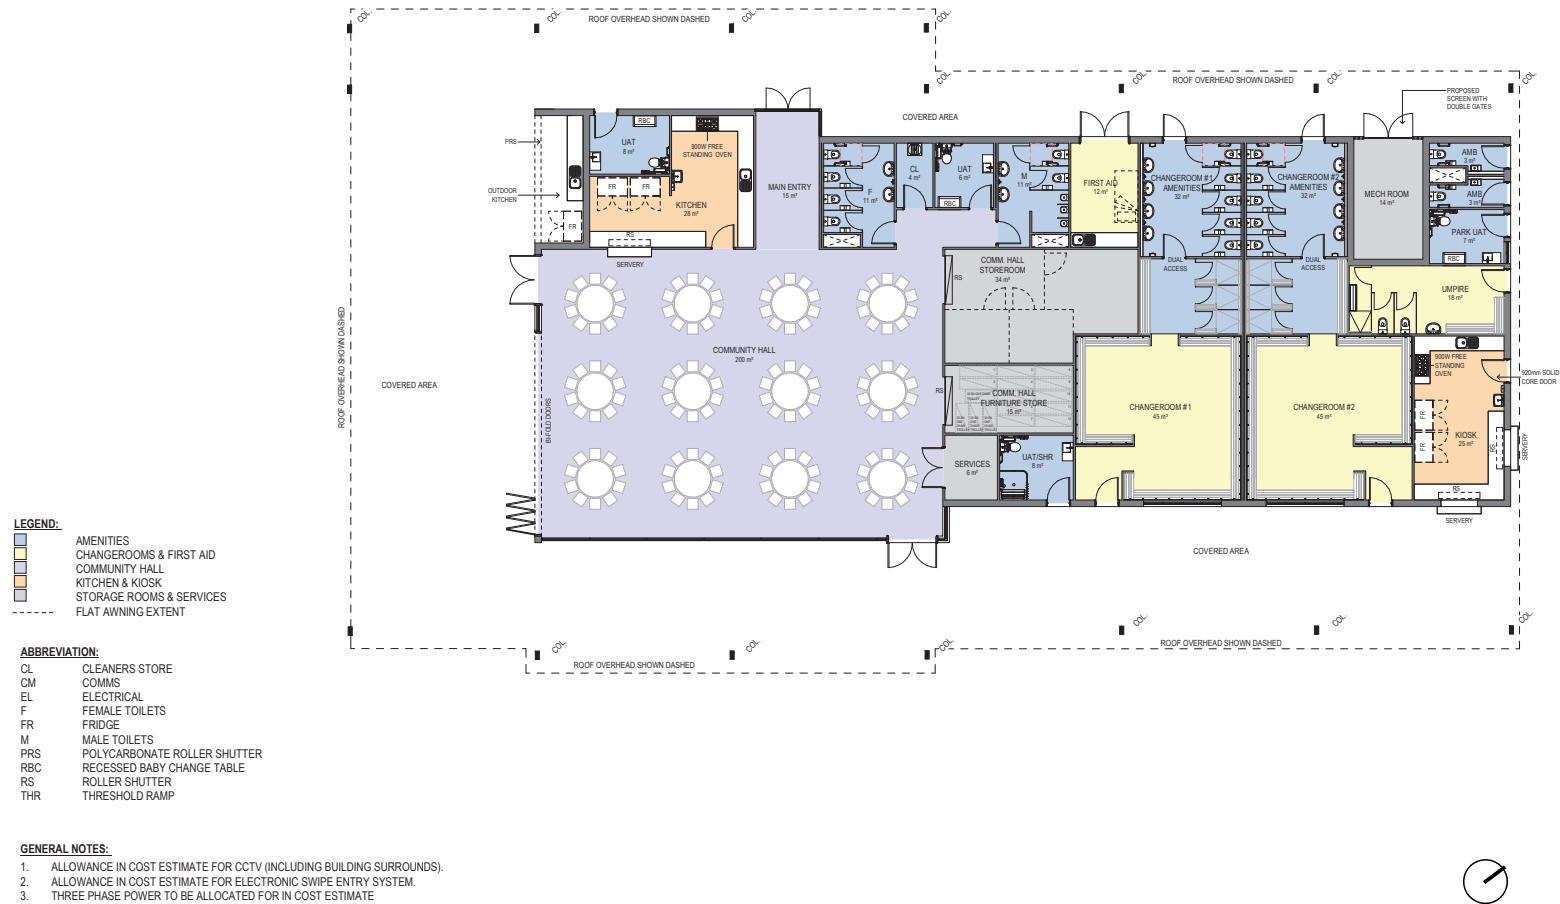 COL.
COL.
COL.
COL.
ROOF OVERHEAD SHOWN DASHED
COL.
COL.
COL.
COL.
ROOF OVERHEAD SHOWN DASHED
PROPOSED
SCREEN WITH
DOUBLE GATES
COVERED AREA
PRS
RBC
UAT
8 m²
900W FREE
STANDING OVEN
OUTDOOR
KITCHEN
FR
FR
FR
KITCHEN
28 m²
RS
SERVERY
MAIN ENTRY
15 m²
F
11 m²
CL
4 m²
UAT
6 m²
RBC
M
11 m²
FIRST AID
12 m²
CHANGEROOM #1
AMENITIES
32 m²
CHANGEROOM #2
AMENITIES
32 m²
MECH ROOM
14 m²
AMB
3 m²
AMB
3 m²
PARK UAT
7 m²
RBC
DUAL
ACCESS
DUAL
ACCESS
COMM. HALL
STOREROOM
34 m²
RS
UMPIRE
18 m²
ROOF OVERHEAD SHOWN DASHED
COVERED AREA
BI-FOLD DOORS
COMMUNITY HALL
200 m²
RS
COMM. HALL
FURNITURE STORE
15 m²
CHANGEROOM #1
45 m²
CHANGEROOM #2
45 m²
900W FREE
STANDING
OVEN
920mm SOLID
CORE DOOR
FR
FR
KIOSK
25 m²
RS
SERVERY
RS
SERVERY
SERVICES
6 m²
UAT/SHR
8 m²
COVERED AREA
COL.
COL.
COL.
COL.
COL.
COL.
ROOF OVERHEAD SHOWN DASHED
ROOF OVERHEAD SHOWN DASHED
LEGEND:
AMENITIES
CHANGEROOMS & FIRST AID
COMMUNITY HALL
KITCHEN & KIOSK
STORAGE ROOMS & SERVICES
FLAT AWNING EXTENT
ABBREVIATION:
CL CLEANERS STORE
CM COMMS
EL ELECTRICAL
F FEMALE TOILETS
FR FRIDGE
M MALE TOILETS
PRS POLYCARBONATE ROLLER SHUTTER
RBC RECESSED BABY CHANGE TABLE
RS ROLLER SHUTTER
THR THRESHOLD RAMP
GENERAL NOTES:
1. ALLOWANCE IN COST ESTIMATE FOR CCTV (INCLUDING BUILDING SURROUNDS).
2. ALLOWANCE IN COST ESTIMATE FOR ELECTRONIC SWIPE ENTRY SYSTEM.
3. THREE PHASE POWER TO BE ALLOCATED FOR IN COST ESTIMATE